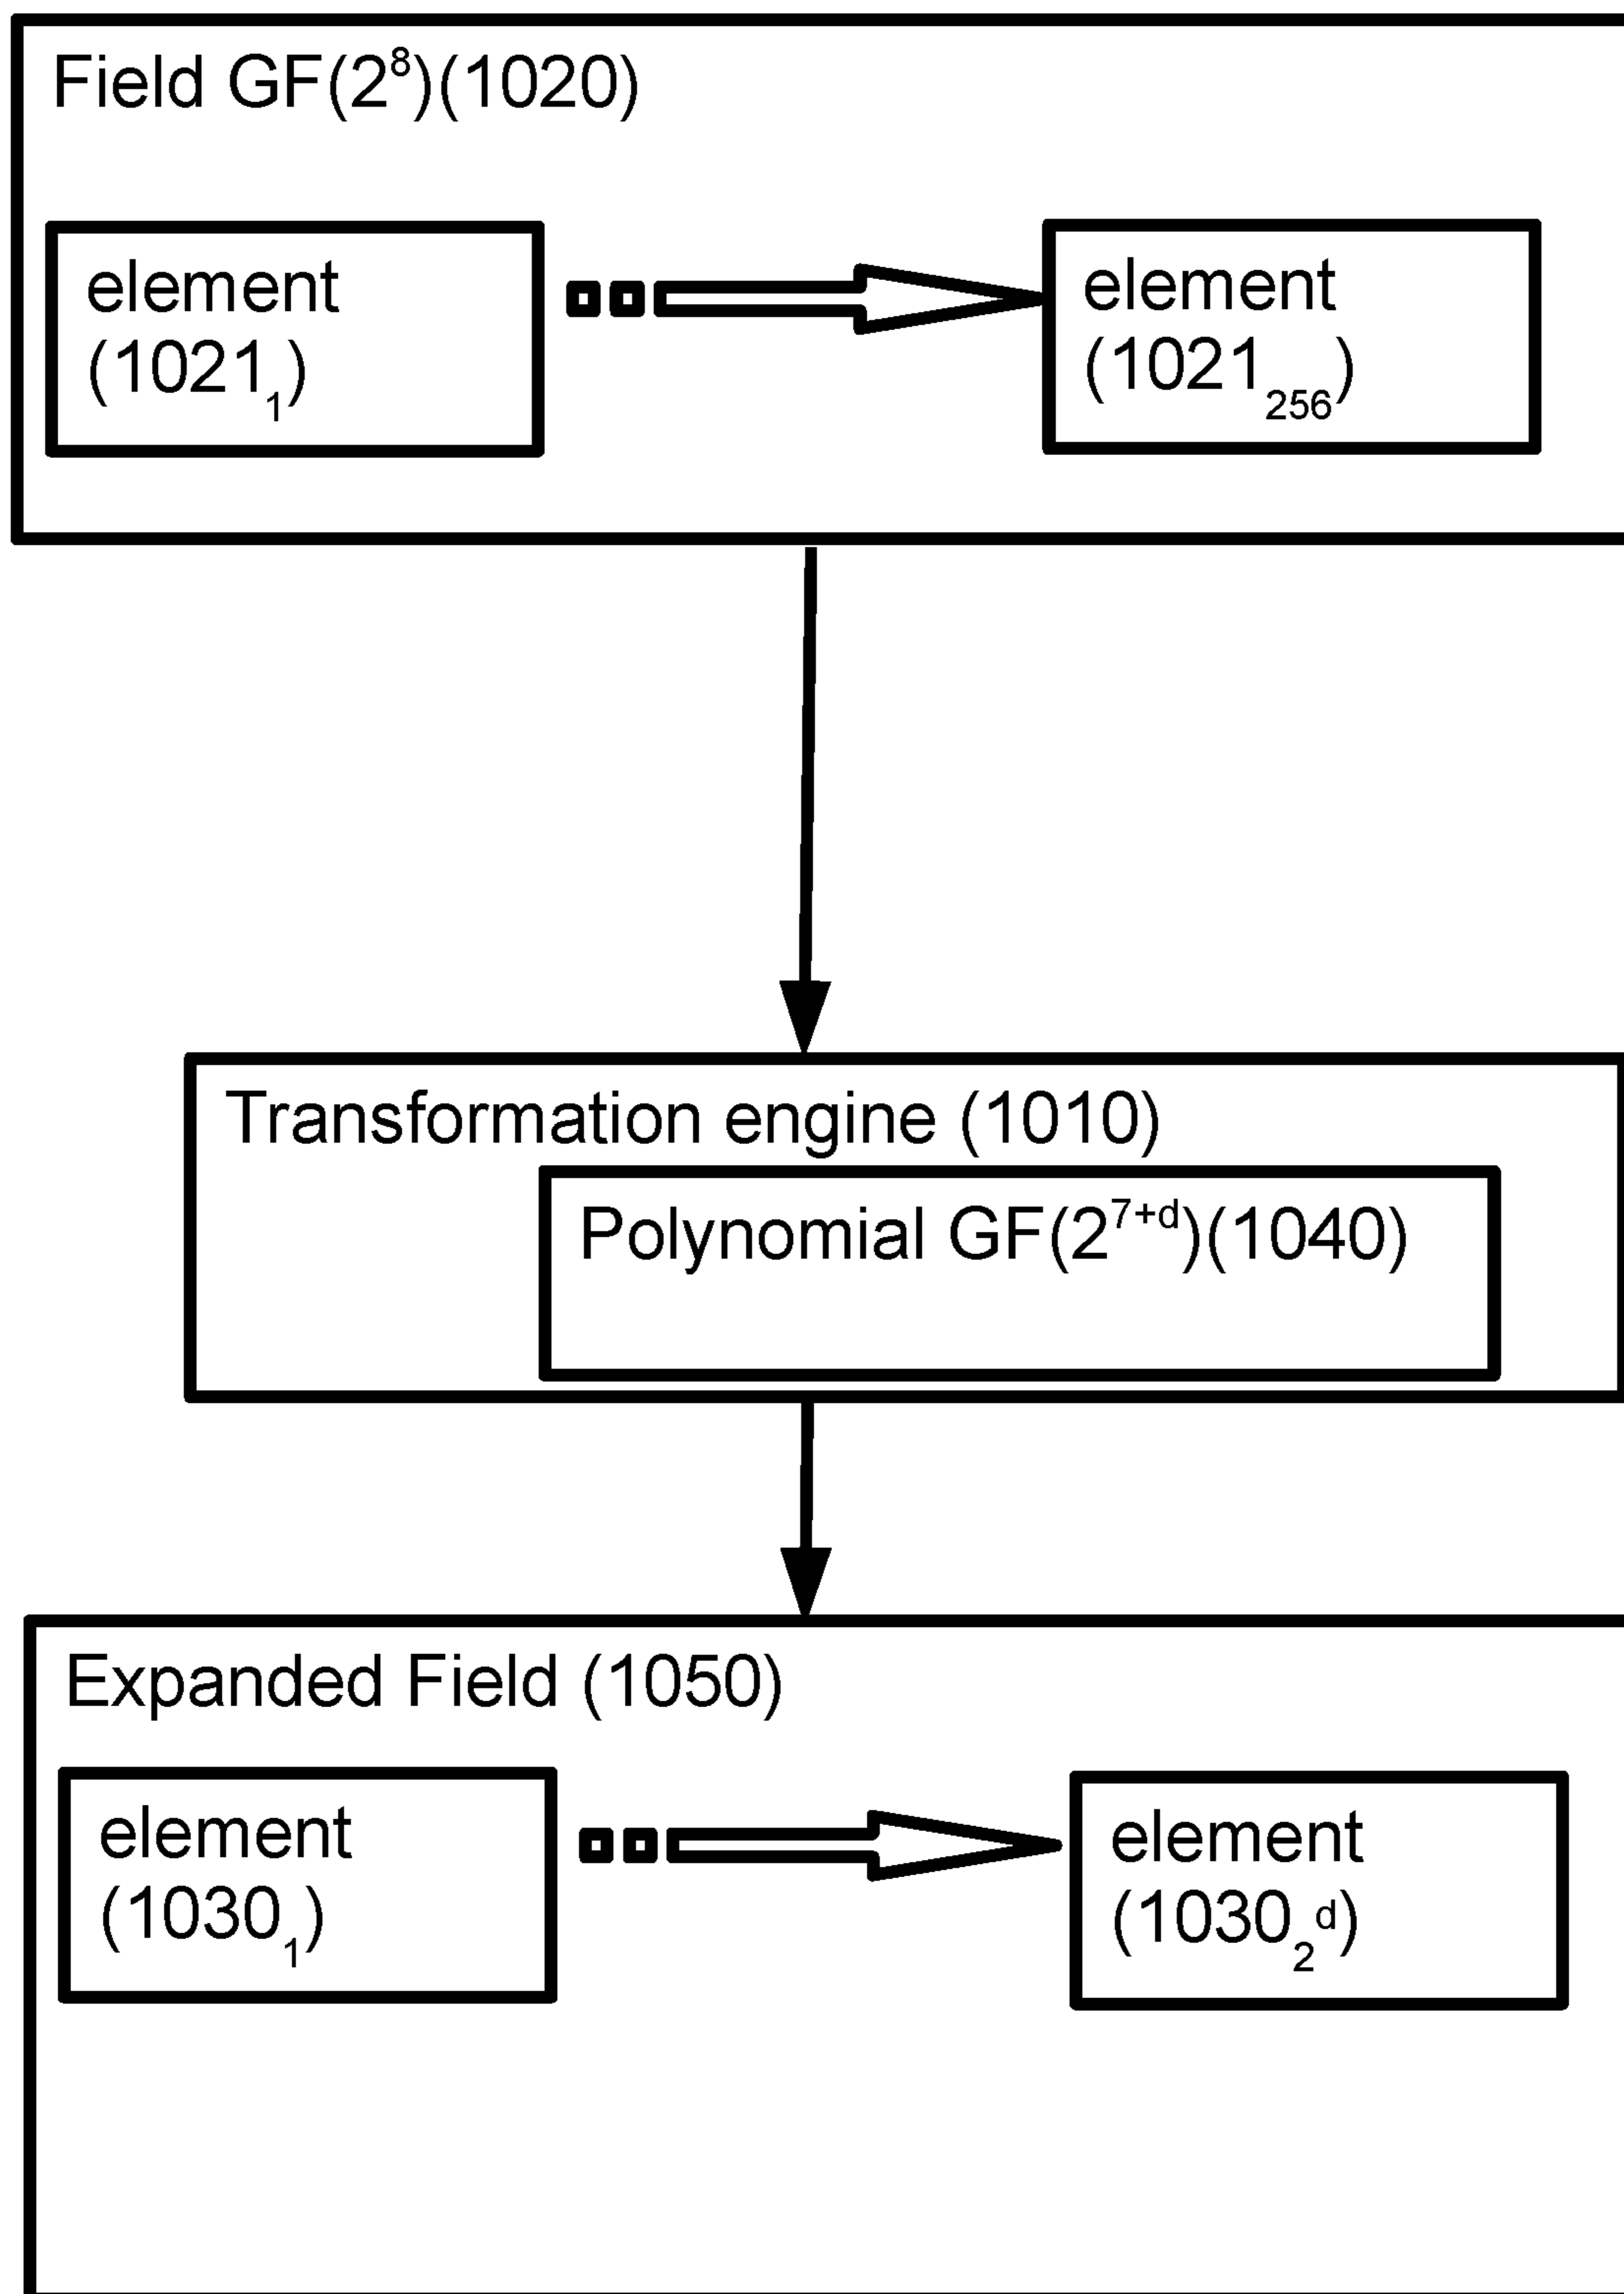 Field GF(2⁸)(1020)
element
(1021₁)
element
(1021₂₅₆)
Transformation engine (1010)
Polynomial GF(2⁷⁺ᵈ)(1040)
Expanded Field (1050)
element
(1030₁)
element
(1030₂ᵈ)